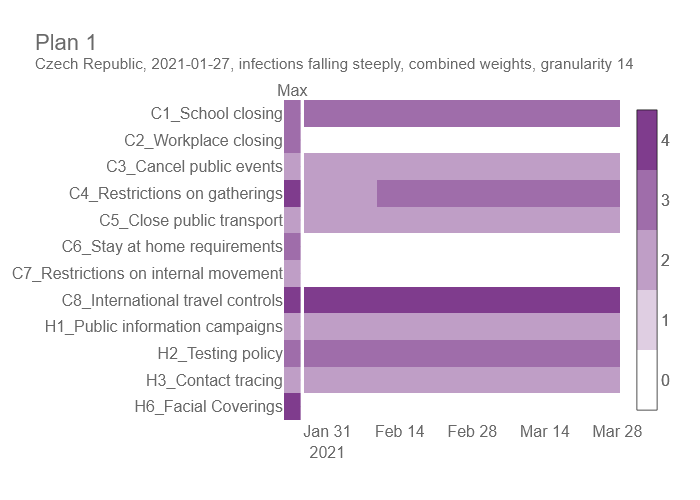 Plan 1
Czech Republic, 2021-01-27, infections falling steeply, combined weights, granularity 14
Max
C1_School closing
C2_Workplace closing
C3_Cancel public events
C4_Restrictions on gatherings
C5_Close public transport
C6_Stay at home requirements
C7_Restrictions on internal movement
C8_International travel controls
H1_Public information campaigns
H2_Testing policy
H3_Contact tracing
H6_Facial Coverings
Jan 31 Feb 14 Feb 28 Mar 14 Mar 28
2021
4
3
2
1
0